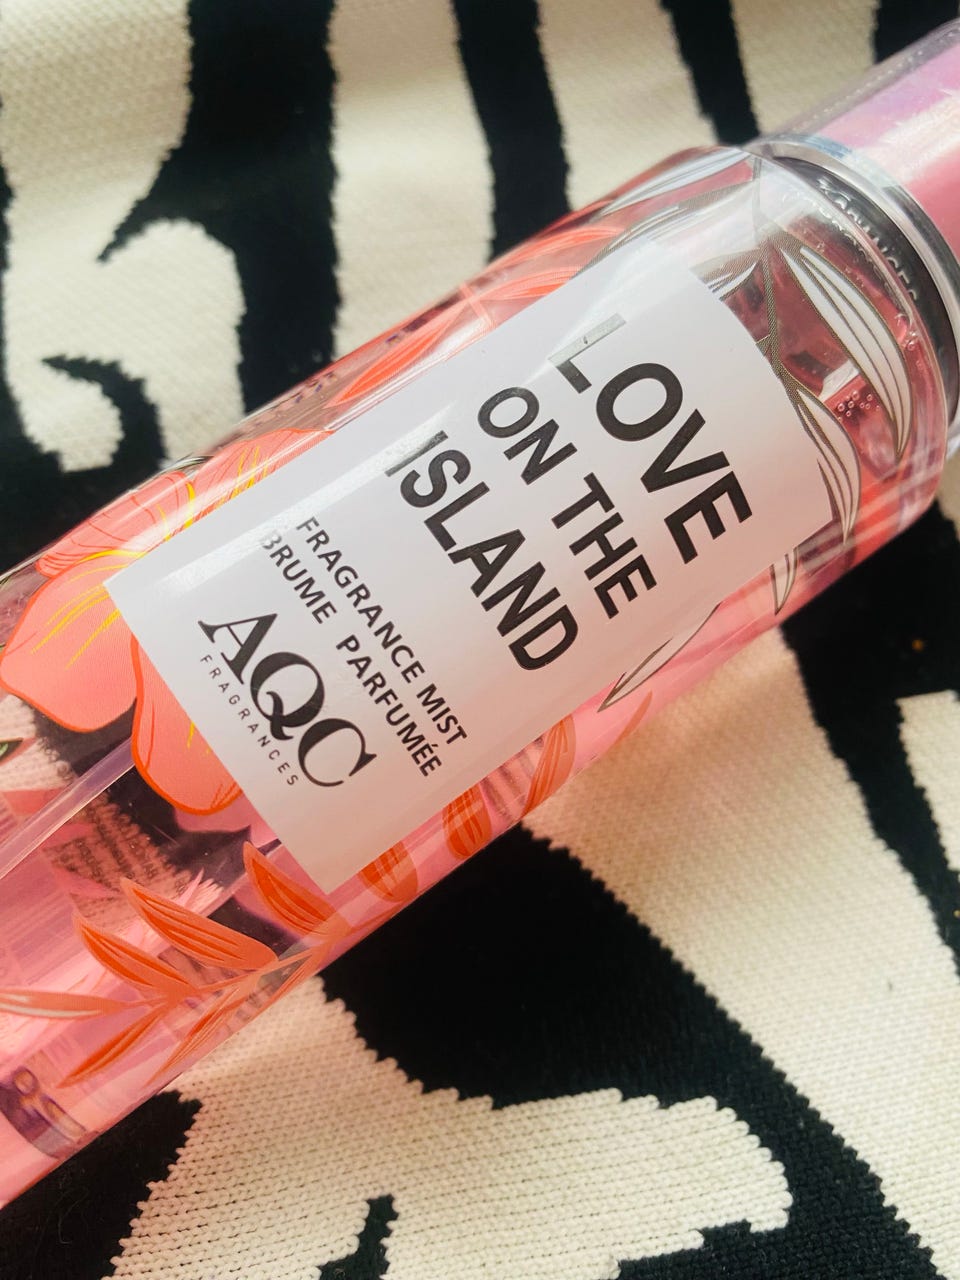 LOVE
ON THE
ISLAND
FRAGRANCE MIST
BRUME PARFUMÉE
AQC
FRAGRANCES